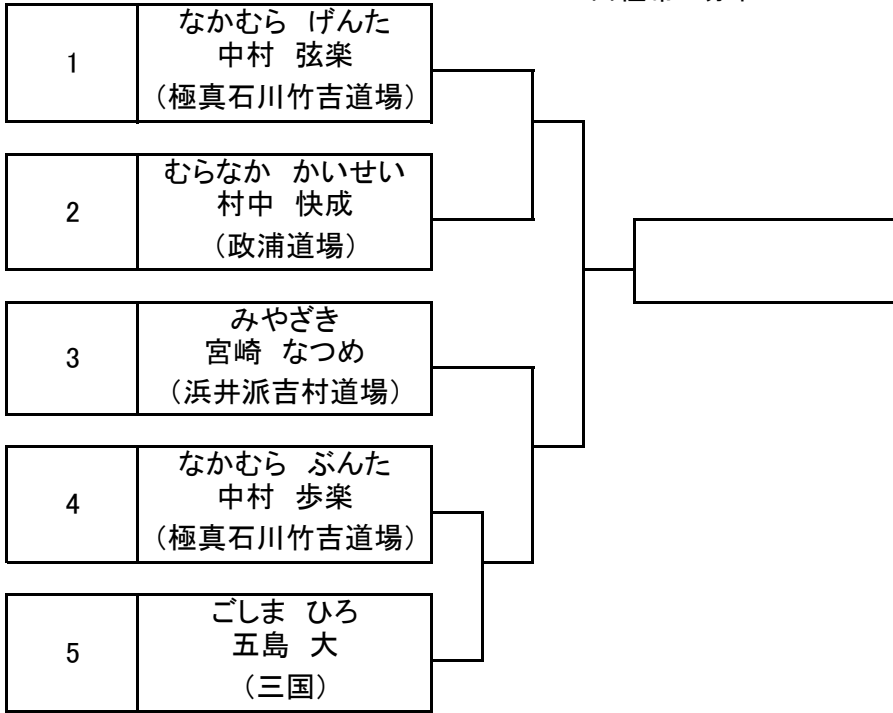 1
なかむら げんた
中村 弦楽
（極真石川竹吉道場）
2
むらなか かいせい
村中 快成
（政浦道場）
3
みやざき
宮崎 なつめ
（浜井派吉村道場）
4
なかむら ぶんた
中村 歩楽
（極真石川竹吉道場）
5
ごしま ひろ
五島 大
（三国）